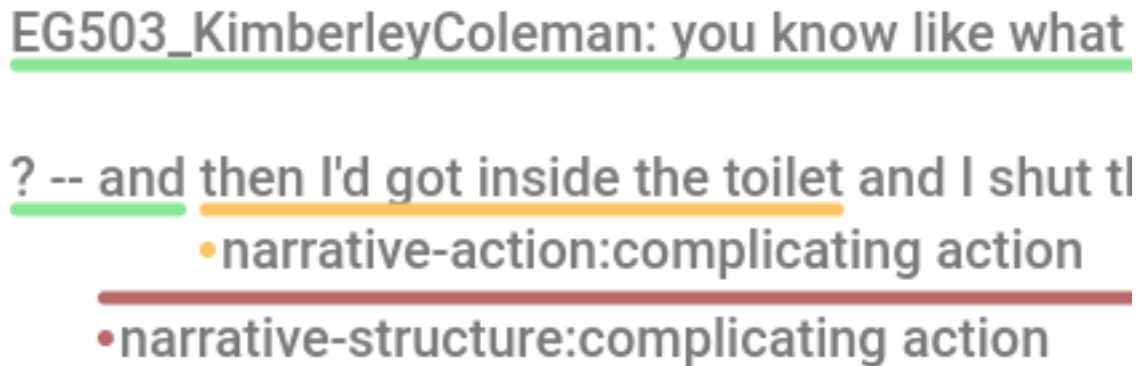 EG503_KimberleyColeman: you know like what
? -- and then I'd got inside the toilet and I shut
narrative-action:complicating action
narrative-structure:complicating action